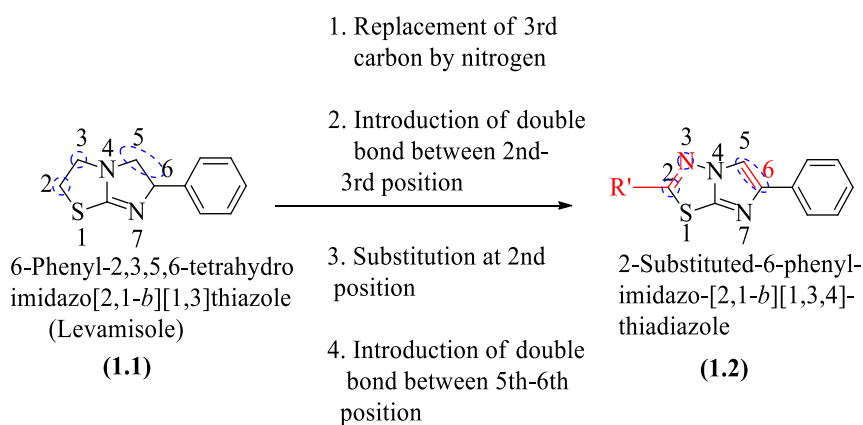 1. Replacement of 3rd
carbon by nitrogen
2. Introduction of double
bond between 2nd-
3rd position
3. Substitution at 2nd
position
4. Introduction of double
bond between 5th-6th
position
3
4
5
2
N
6
S
N
1
7
6-Phenyl-2,3,5,6-tetrahydro
imidazo[2,1-b][1,3]thiazole
(Levamisole)
(1.1)
3
4
5
N
N
6
2
R'
S
N
1
7
2-Substituted-6-phenyl-
imidazo-[2,1-b][1,3,4]-
thiadiazole
(1.2)